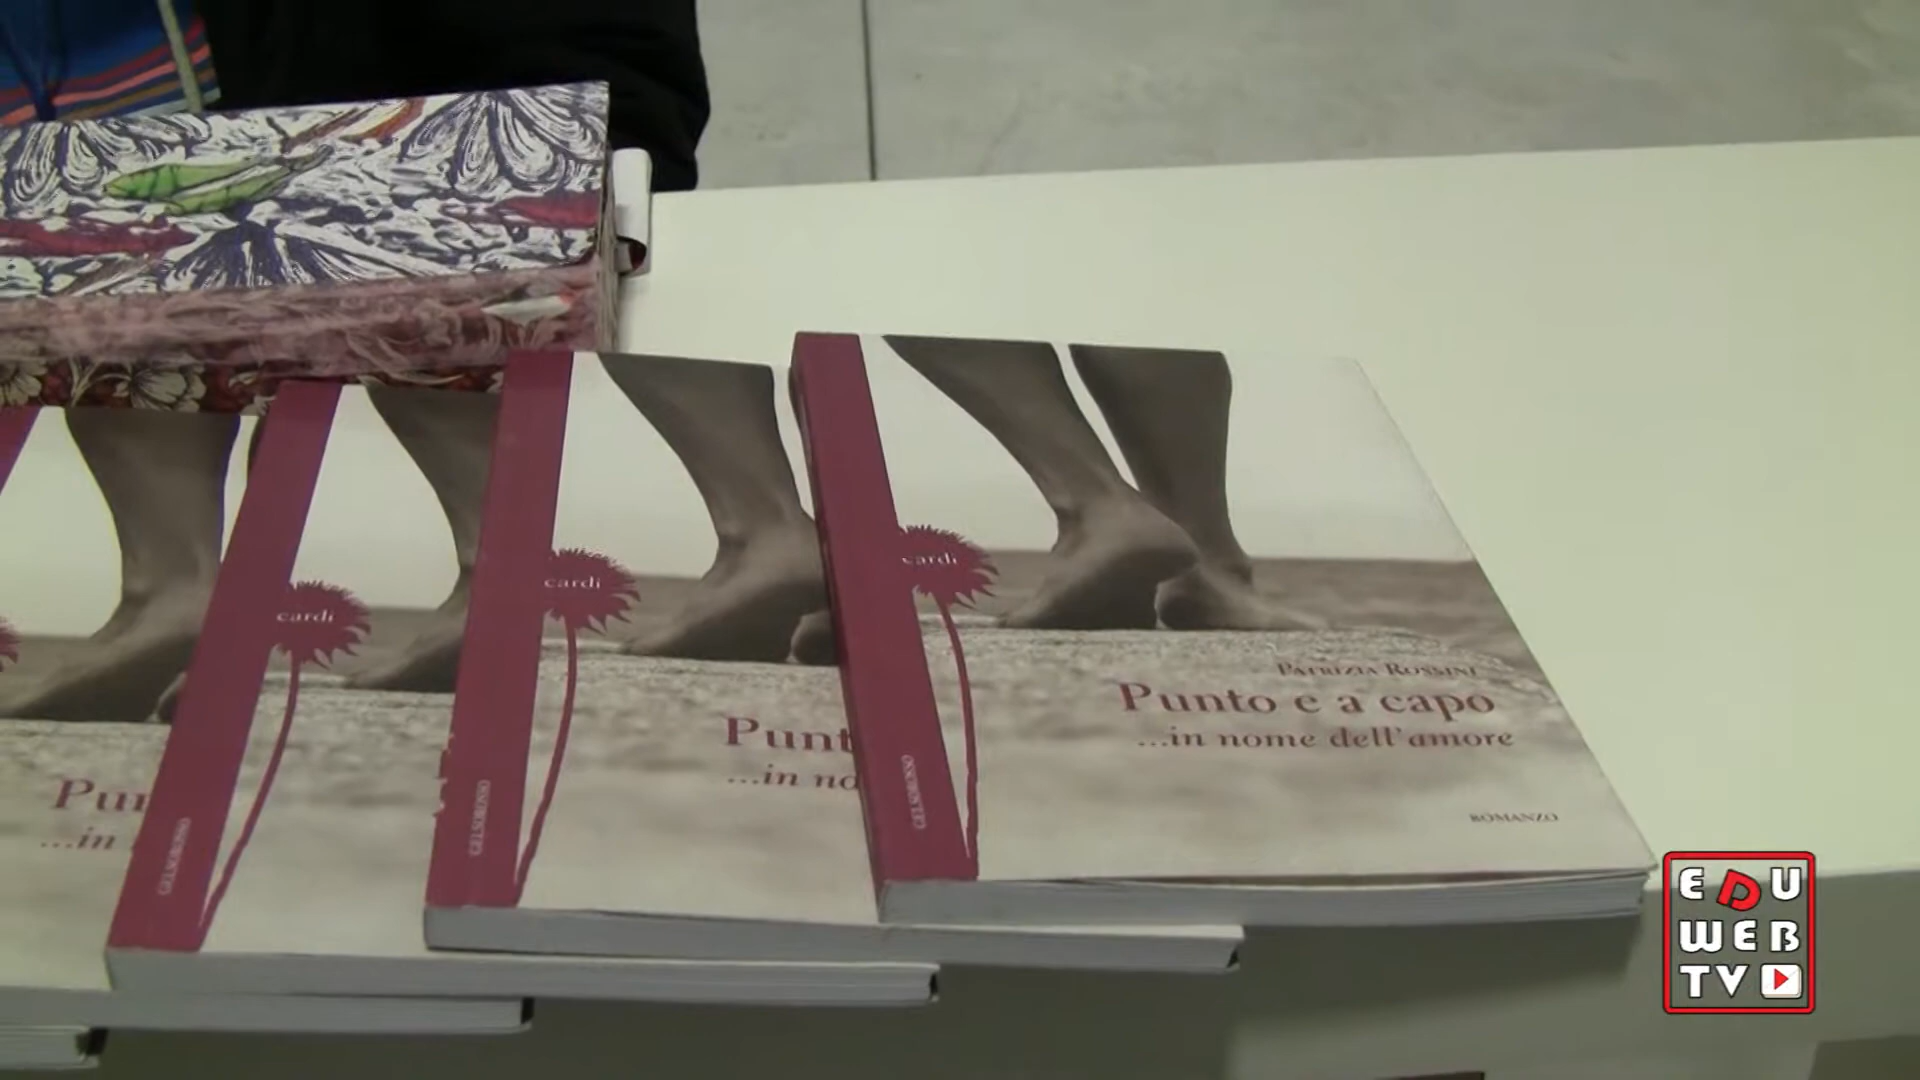 cardi
PATRIZIA ROSSINI
Punto e a capo
...in nome dell'amore
ROMANZO
GELSOROSSO
cardi
Punt
...in no
GELSOROSSO
cardi
GELSOROSSO
Pun
...in
EDU
WEB
TV